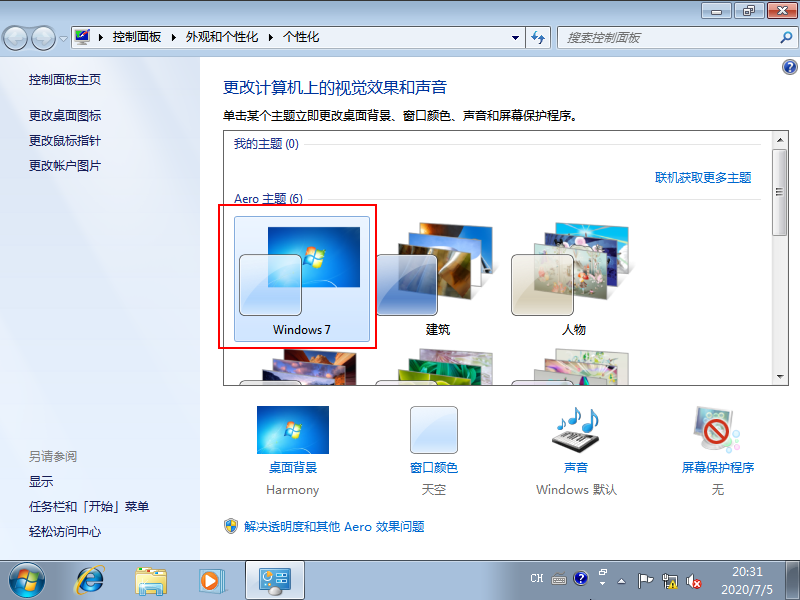 控制面板 外观和个性化 个性化
搜索控制面板
控制面板主页
更改桌面图标
更改鼠标指针
更改帐户图片
更改计算机上的视觉效果和声音
单击某个主题立即更改桌面背景、窗口颜色、声音和屏幕保护程序。
我的主题 (0)
联机获取更多主题
Aero 主题 (6)
Windows 7
建筑
人物
桌面背景
Harmony
窗口颜色
天空
声音
Windows 默认
屏幕保护程序
无
解决透明度和其他 Aero 效果问题
另请参阅
显示
任务栏和「开始」菜单
轻松访问中心
CH
20:31
2020/7/5